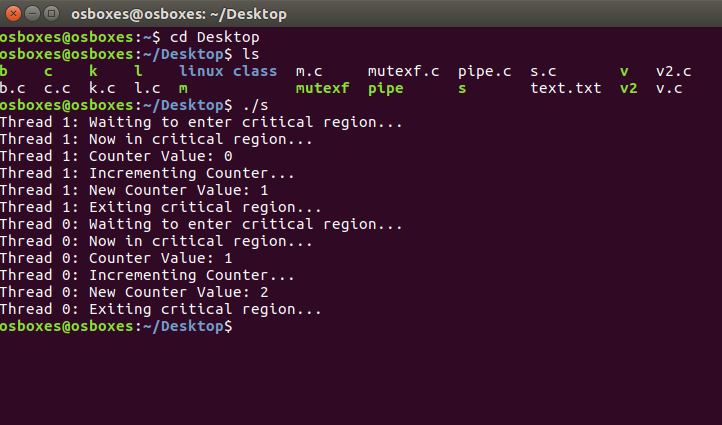 osboxes@osboxes: ~/Desktop
osboxes@osboxes:~$ cd Desktop
osboxes@osboxes:~/Desktop$ ls
b c k l linux class m.c mutexf.c pipe.c s.c v v2.c
b.c c.c k.c l.c m mutexf pipe s text.txt v2 v.c
osboxes@osboxes:~/Desktop$ ./s
Thread 1: Waiting to enter critical region...
Thread 1: Now in critical region...
Thread 1: Counter Value: 0
Thread 1: Incrementing Counter...
Thread 1: New Counter Value: 1
Thread 1: Exiting critical region...
Thread 0: Waiting to enter critical region...
Thread 0: Now in critical region...
Thread 0: Counter Value: 1
Thread 0: Incrementing Counter...
Thread 0: New Counter Value: 2
Thread 0: Exiting critical region...
osboxes@osboxes:~/Desktop$